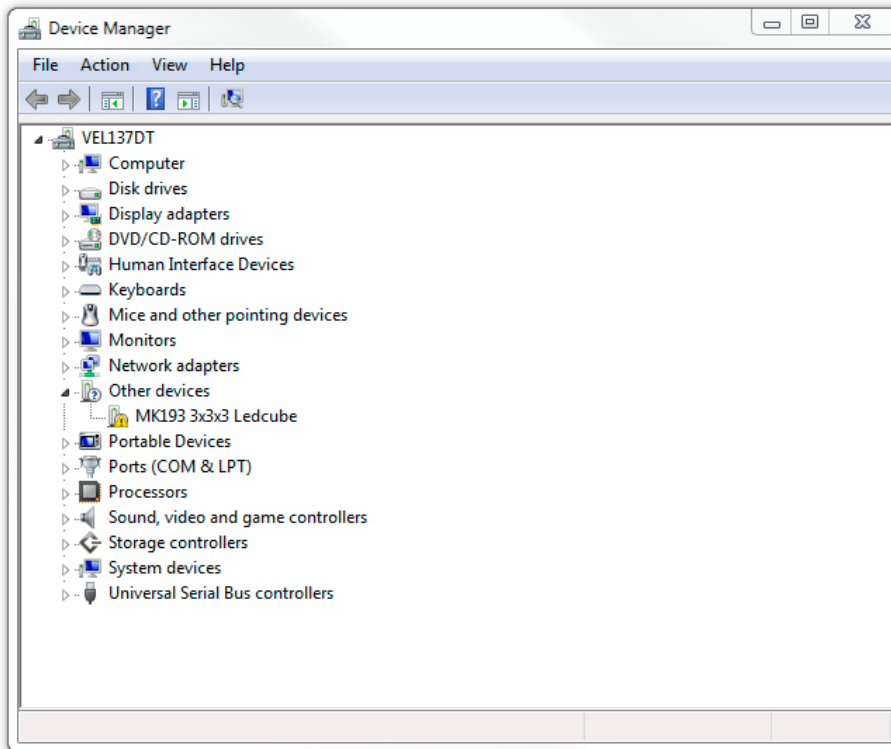 Device Manager
File Action View Help
VEL137DT
Computer
Disk drives
Display adapters
DVD/CD-ROM drives
Human Interface Devices
Keyboards
Mice and other pointing devices
Monitors
Network adapters
Other devices
MK193 3x3x3 Ledcube
Portable Devices
Ports (COM & LPT)
Processors
Sound, video and game controllers
Storage controllers
System devices
Universal Serial Bus controllers